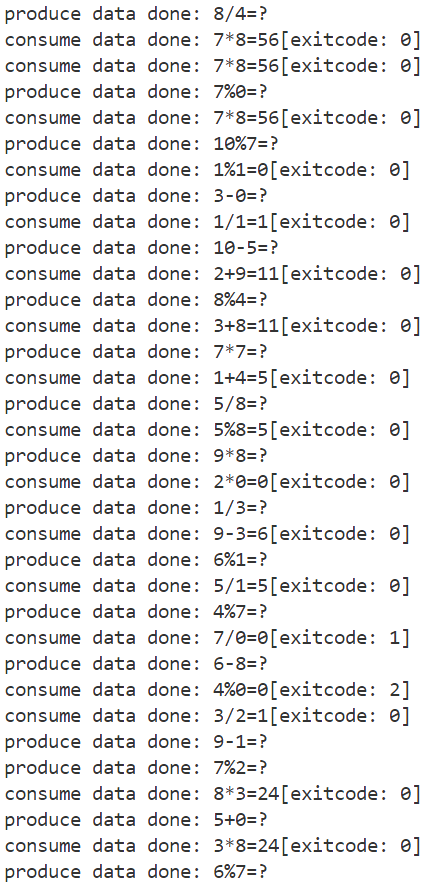 produce data done: 8/4=?
consume data done: 7*8=56[exitcode: 0]
consume data done: 7*8=56[exitcode: 0]
produce data done: 7%0=?
consume data done: 7*8=56[exitcode: 0]
produce data done: 10%7=?
consume data done: 1%1=0[exitcode: 0]
produce data done: 3-0=?
consume data done: 1/1=1[exitcode: 0]
produce data done: 10-5=?
consume data done: 2+9=11[exitcode: 0]
produce data done: 8%4=?
consume data done: 3+8=11[exitcode: 0]
produce data done: 7*7=?
consume data done: 1+4=5[exitcode: 0]
produce data done: 5/8=?
consume data done: 5%8=5[exitcode: 0]
produce data done: 9*8=?
consume data done: 2*0=0[exitcode: 0]
produce data done: 1/3=?
consume data done: 9-3=6[exitcode: 0]
produce data done: 6%1=?
consume data done: 5/1=5[exitcode: 0]
produce data done: 4%7=?
consume data done: 7/0=0[exitcode: 1]
produce data done: 6-8=?
consume data done: 4%0=0[exitcode: 2]
consume data done: 3/2=1[exitcode: 0]
produce data done: 9-1=?
produce data done: 7%2=?
consume data done: 8*3=24[exitcode: 0]
produce data done: 5+0=?
consume data done: 3*8=24[exitcode: 0]
produce data done: 6%7=?